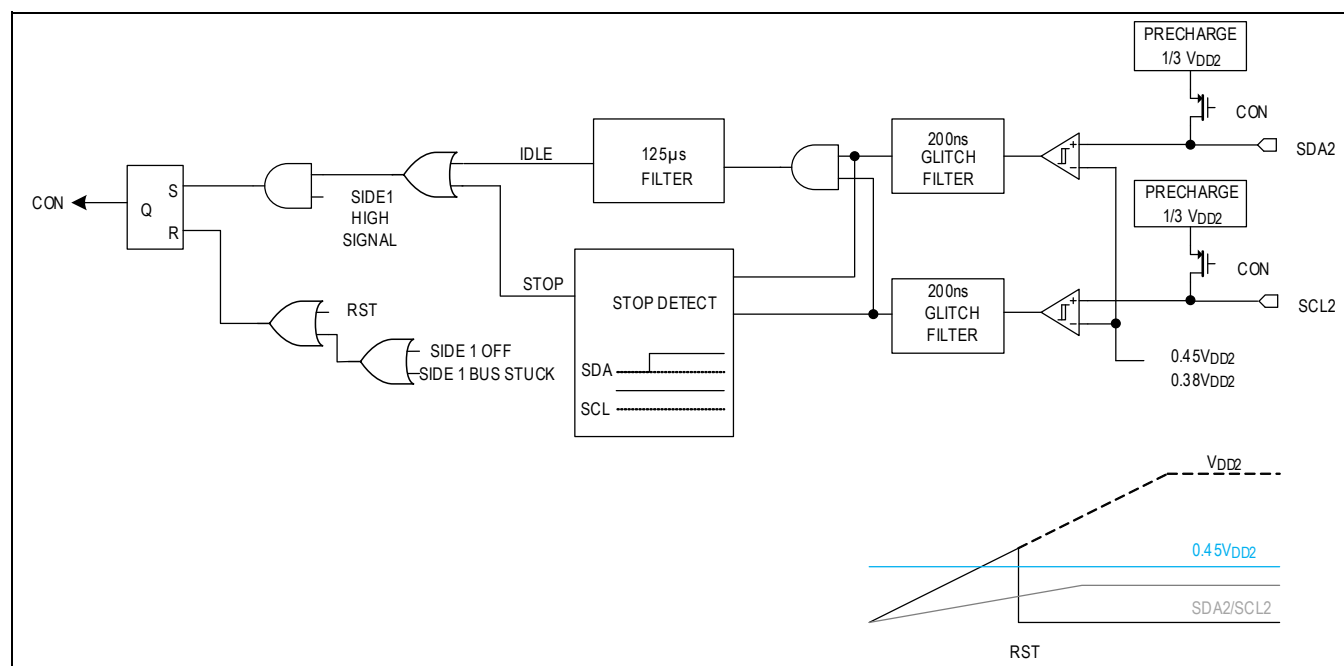 PRECHARGE
1/3 VDD2
CON
SDA2
200ns
GLITCH
FILTER
125µs
FILTER
IDLE
PRECHARGE
1/3 VDD2
CON
SCL2
S
Q
R
CON
SIDE1
HIGH
SIGNAL
STOP
STOP DETECT
SDA
SCL
200ns
GLITCH
FILTER
RST
SIDE 1 OFF
SIDE 1 BUS STUCK
0.45VDD2
0.38VDD2
VDD2
0.45VDD2
SDA2/SCL2
RST
+
−
+
−